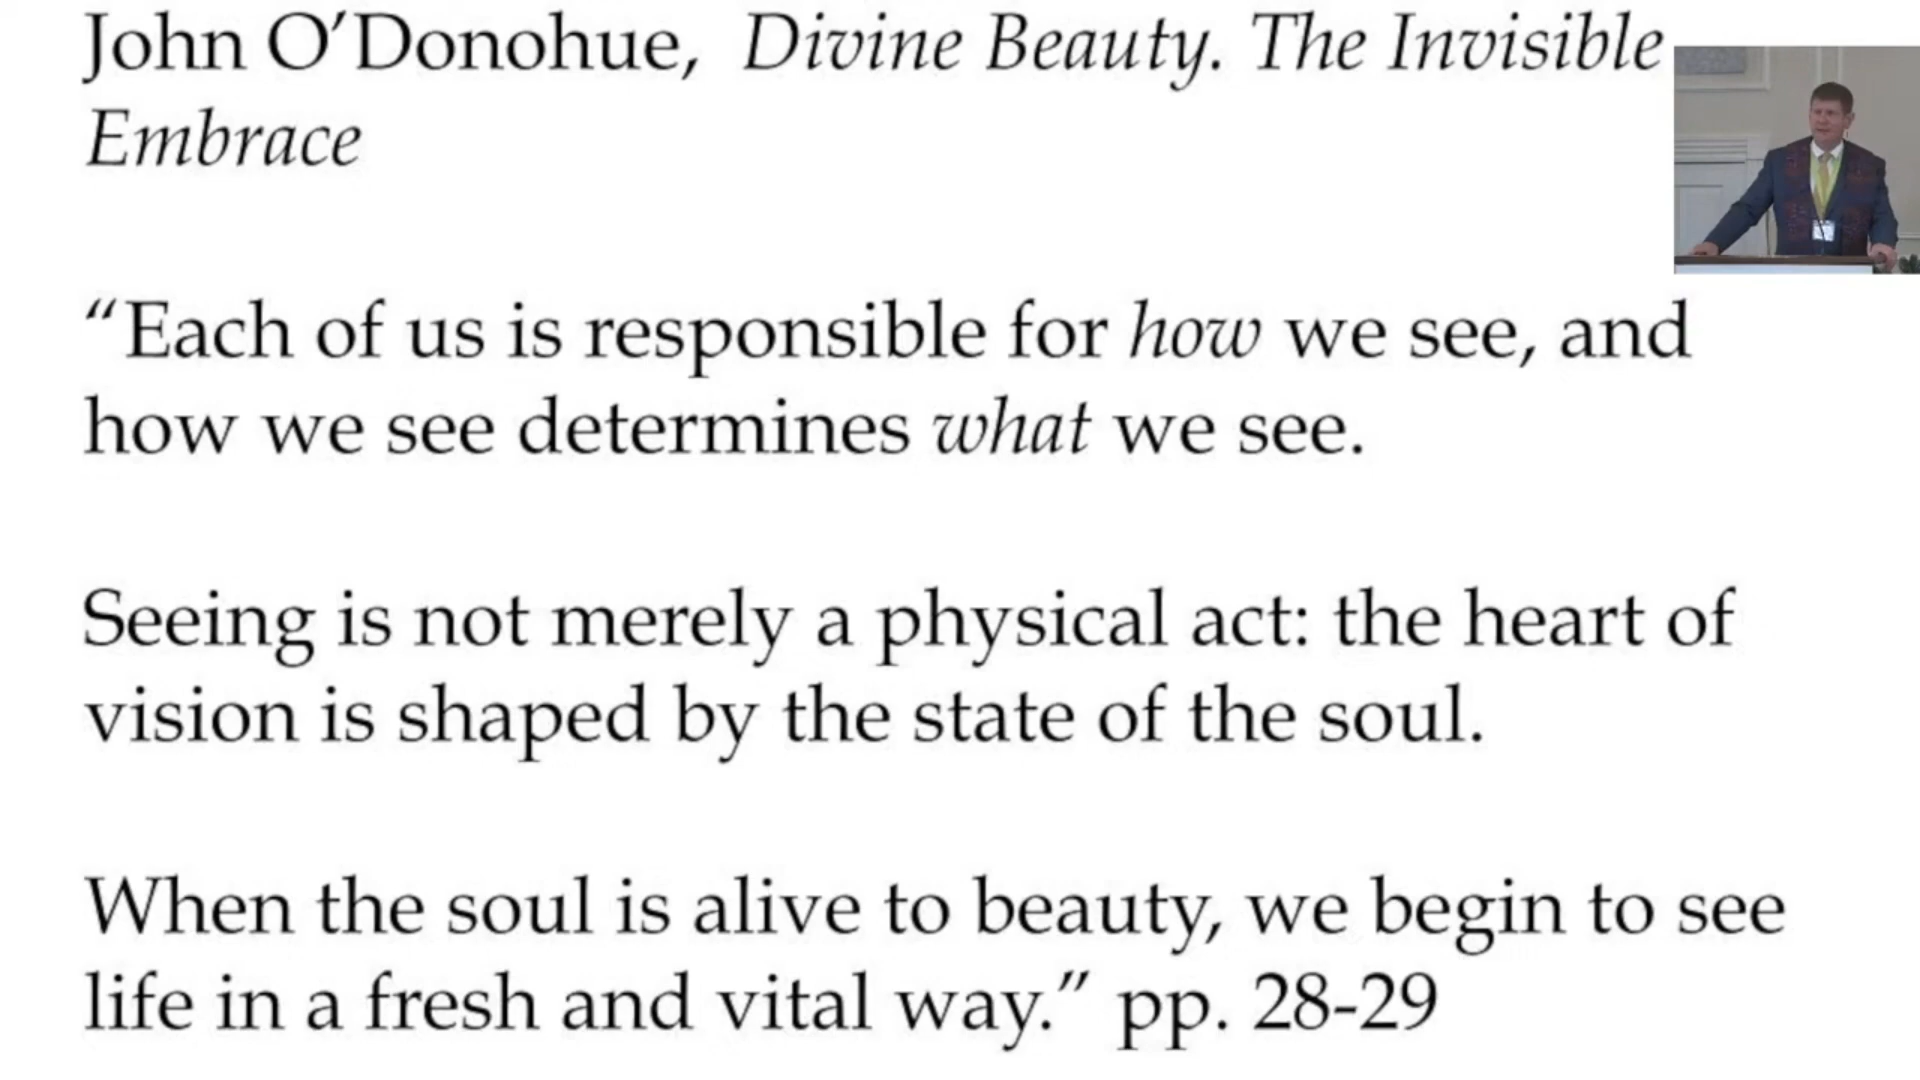 John O’Donohue, Divine Beauty. The Invisible
Embrace
“Each of us is responsible for how we see, and
how we see determines what we see.
Seeing is not merely a physical act: the heart of
vision is shaped by the state of the soul.
When the soul is alive to beauty, we begin to see
life in a fresh and vital way.” pp. 28-29